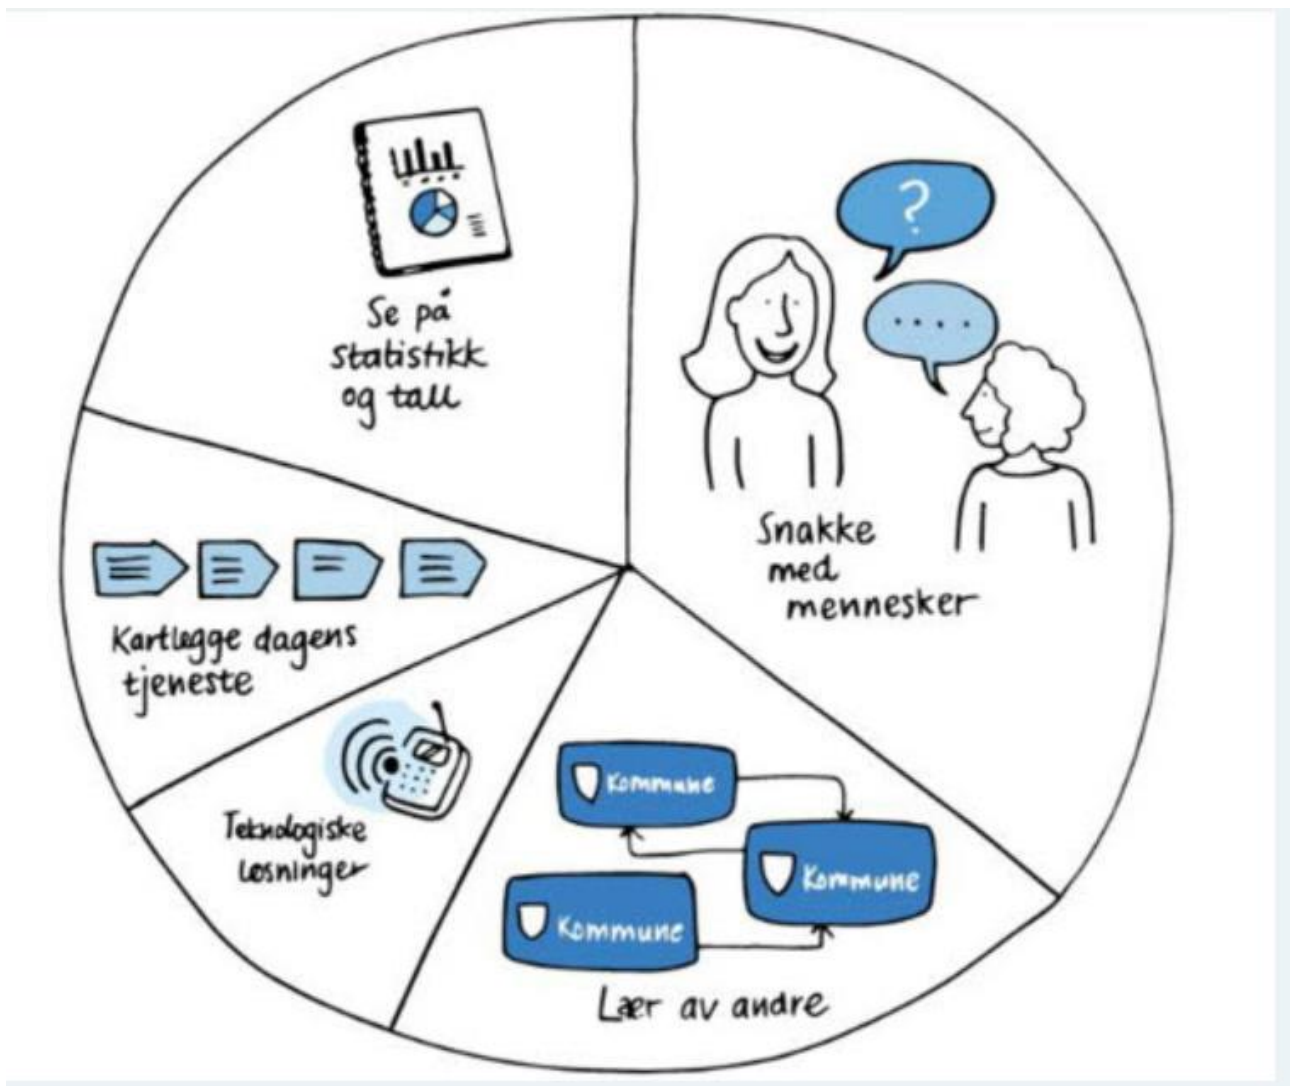 Se på
statistikk
og tall
?
....
Snakke
med
mennesker
Kartlegge dagens
tjeneste
Teknologiske
løsninger
Kommune
Kommune
Kommune
Lær av andre